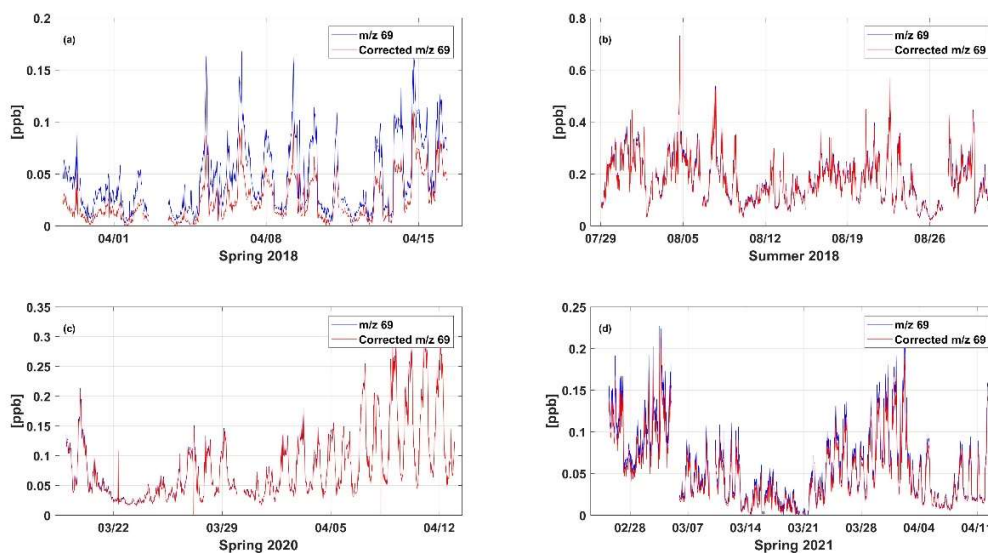 (a)
m/z 69
Corrected m/z 69
[ppb]
0.2
0.15
0.1
0.05
0
04/01
04/08
04/15
Spring 2018
(b)
m/z 69
Corrected m/z 69
[ppb]
0.8
0.6
0.4
0.2
0
07/29
08/05
08/12
08/19
08/26
Summer 2018
(c)
m/z 69
Corrected m/z 69
[ppb]
0.35
0.3
0.25
0.2
0.15
0.1
0.05
0
03/22
03/29
04/05
04/12
Spring 2020
(d)
m/z 69
Corrected m/z 69
[ppb]
0.25
0.2
0.15
0.1
0.05
0
02/28
03/07
03/14
03/21
03/28
04/04
04/11
Spring 2021